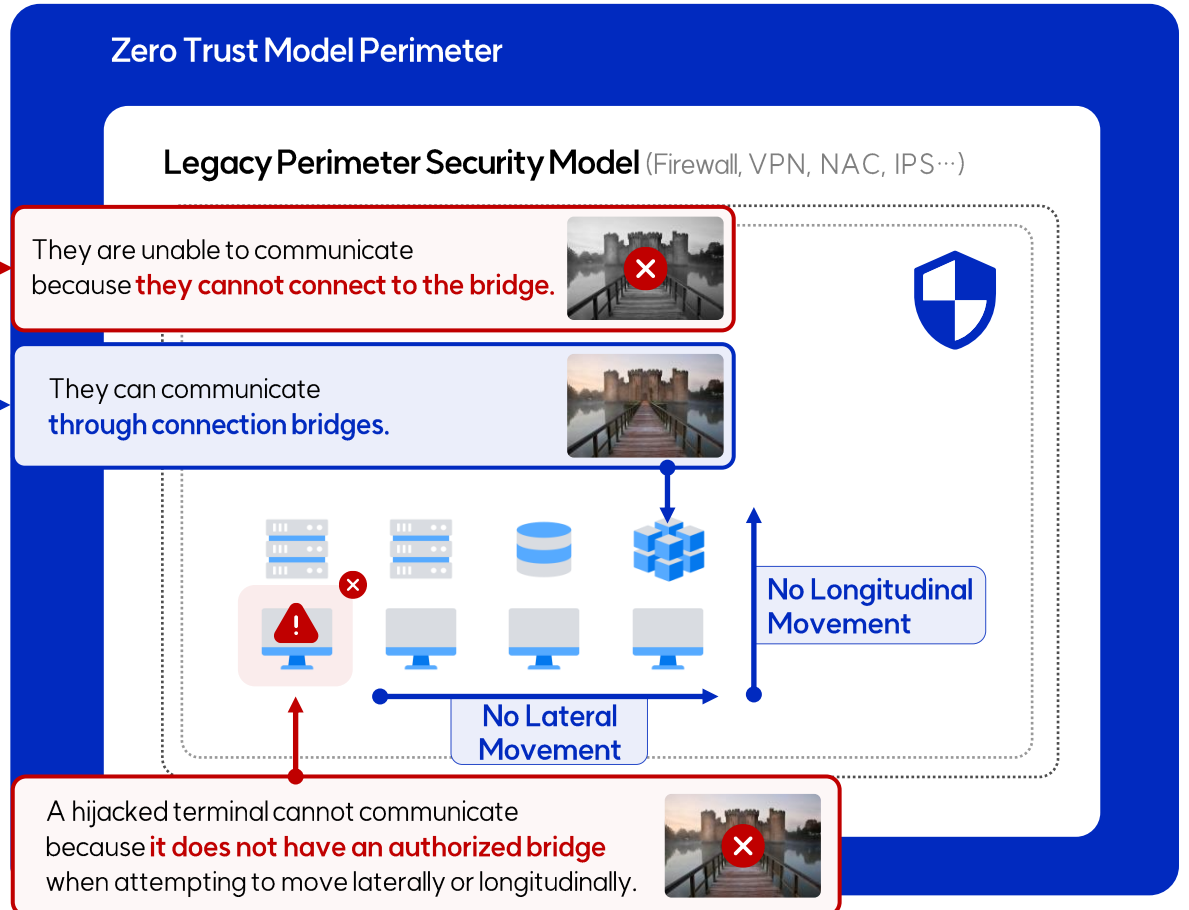 Zero Trust Model Perimeter
Legacy Perimeter Security Model (Firewall, VPN, NAC, IPS…)
They are unable to communicate
because they cannot connect to the bridge.
They can communicate
through connection bridges.
No Longitudinal
Movement
No Lateral
Movement
A hijacked terminal cannot communicate
because it does not have an authorized bridge
when attempting to move laterally or longitudinally.